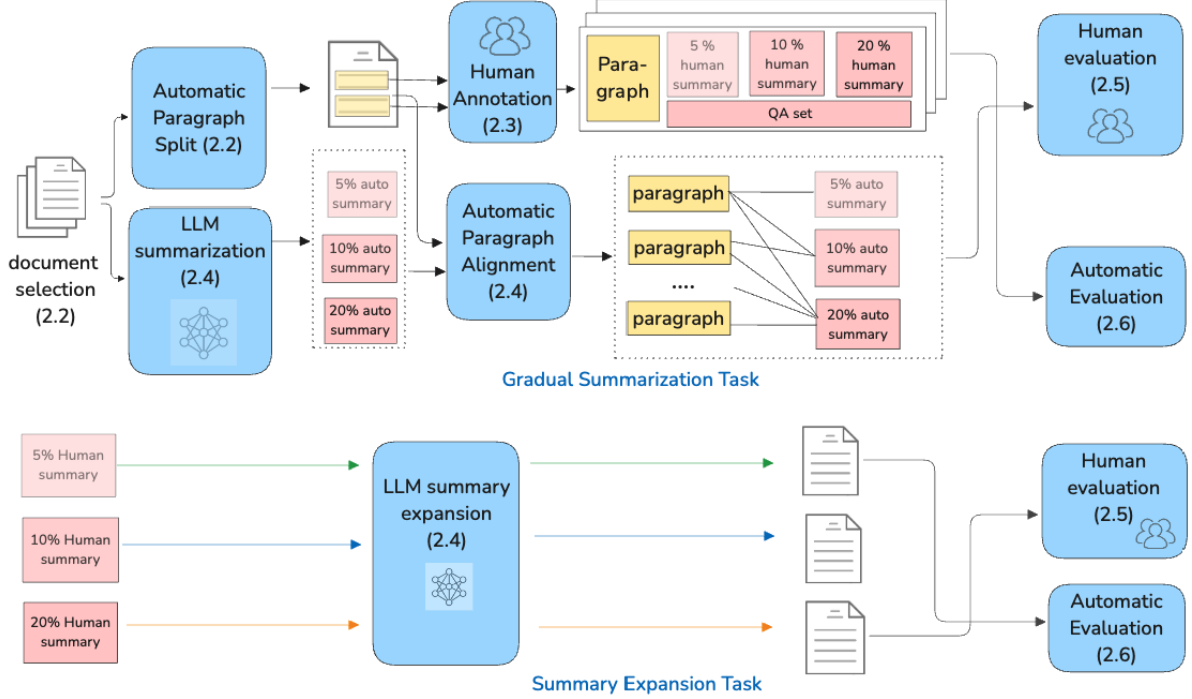 document
selection
(2.2)
Automatic
Paragraph
Split (2.2)
LLM
summarization
(2.4)
5% auto
summary
10% auto
summary
20% auto
summary
Human
Annotation
(2.3)
Automatic
Paragraph
Alignment
(2.4)
Para-
graph
5 %
human
summary
10 %
human
summary
20 %
human
summary
QA set
paragraph
paragraph
....
paragraph
5% auto
summary
10% auto
summary
20% auto
summary
Human
evaluation
(2.5)
Automatic
Evaluation
(2.6)
Gradual Summarization Task
5% Human
summary
10% Human
summary
20% Human
summary
LLM summary
expansion
(2.4)
Human
evaluation
(2.5)
Automatic
Evaluation
(2.6)
Summary Expansion Task